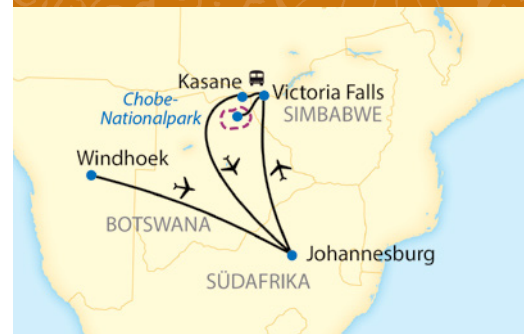 Kasane
Victoria Falls
Chobe-
Nationalpark
SIMBABWE
Windhoek
BOTSWANA
Johannesburg
SÜDAFRIKA